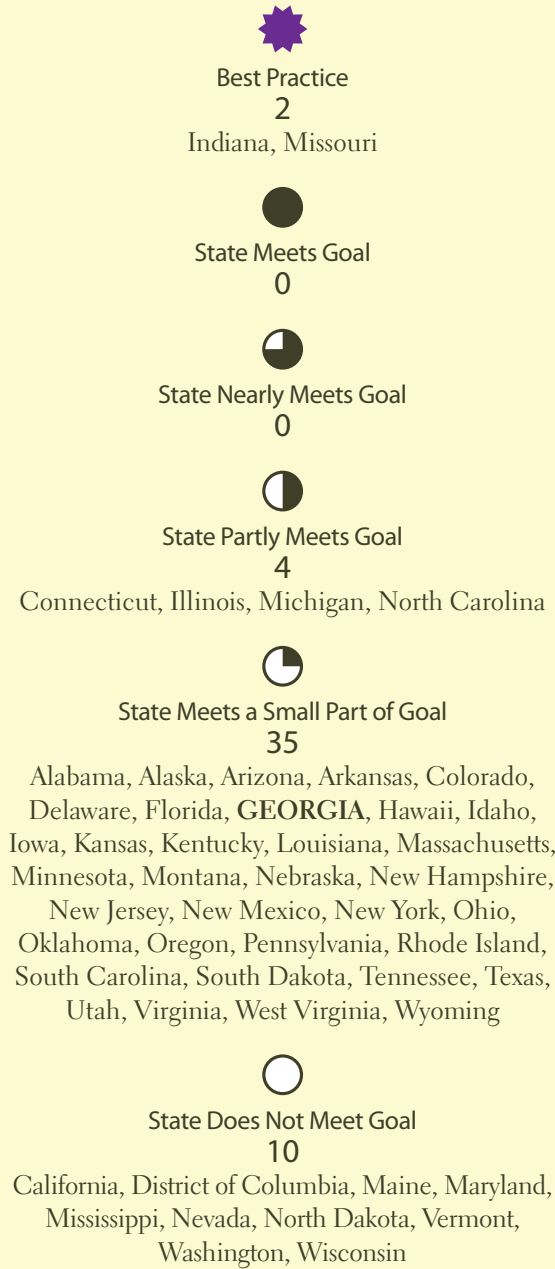 Best Practice
2
Indiana, Missouri
State Meets Goal
0
State Nearly Meets Goal
0
State Partly Meets Goal
4
Connecticut, Illinois, Michigan, North Carolina
State Meets a Small Part of Goal
35
Alabama, Alaska, Arizona, Arkansas, Colorado,
Delaware, Florida, GEORGIA, Hawaii, Idaho,
Iowa, Kansas, Kentucky, Louisiana, Massachusetts,
Minnesota, Montana, Nebraska, New Hampshire,
New Jersey, New Mexico, New York, Ohio,
Oklahoma, Oregon, Pennsylvania, Rhode Island,
South Carolina, South Dakota, Tennessee, Texas,
Utah, Virginia, West Virginia, Wyoming
State Does Not Meet Goal
10
California, District of Columbia, Maine, Maryland,
Mississippi, Nevada, North Dakota, Vermont,
Washington, Wisconsin